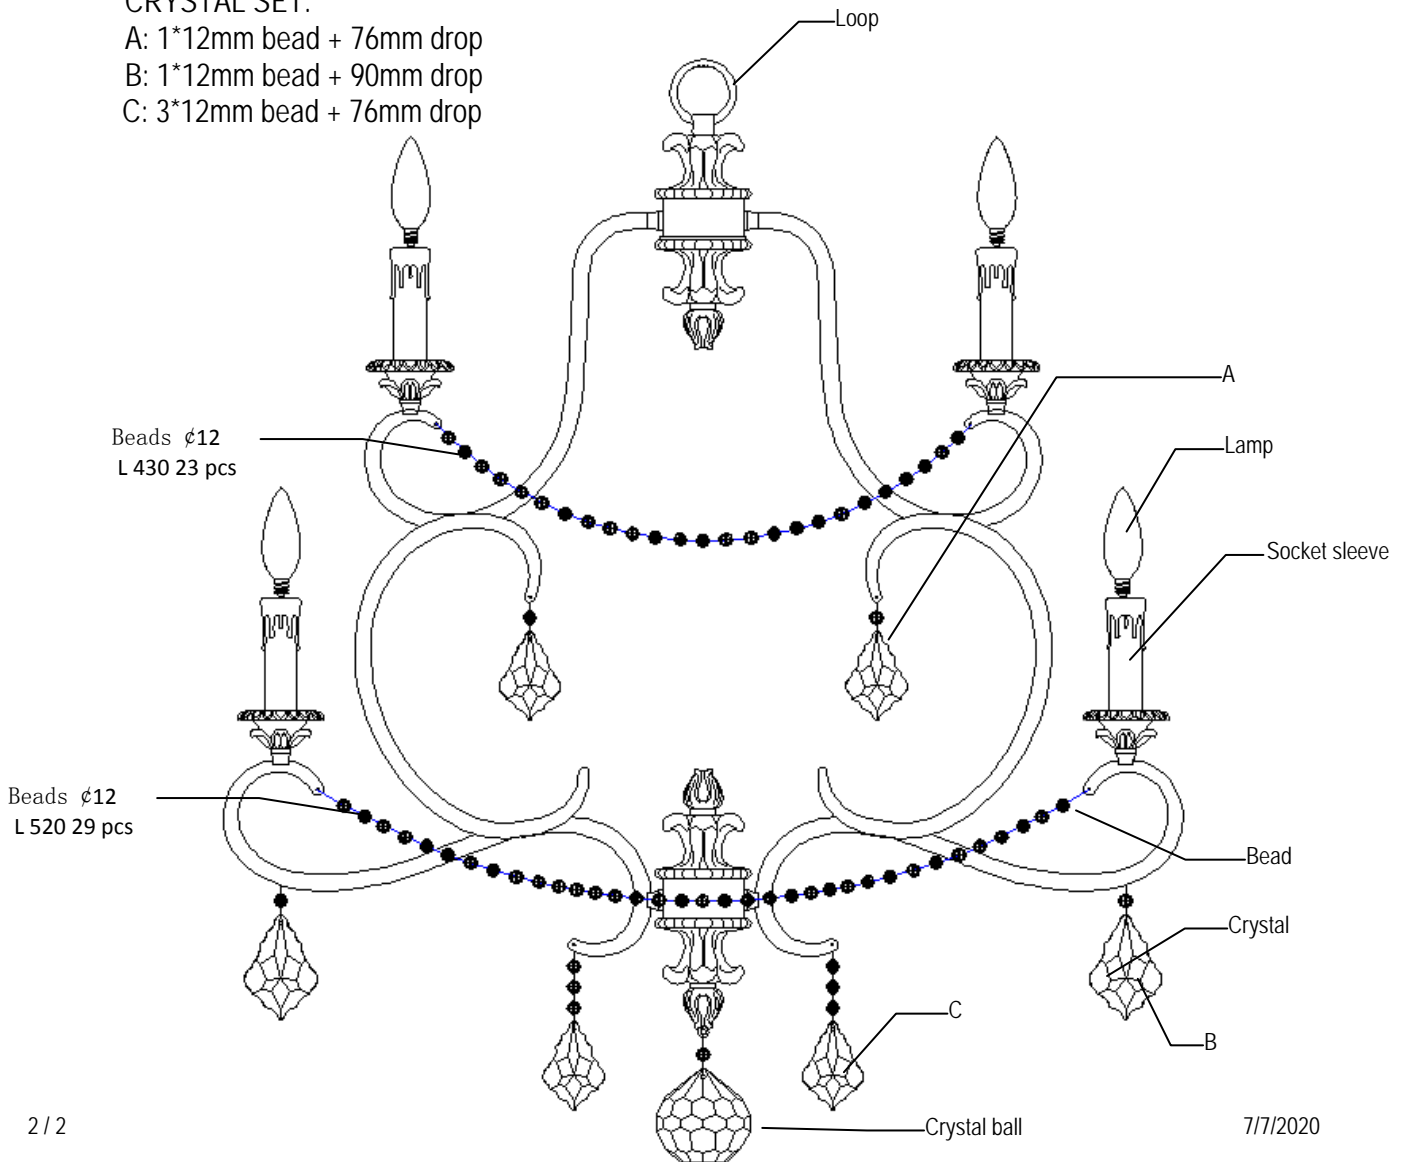 CRYSTAL SET:
A: 1*12mm bead + 76mm drop
B: 1*12mm bead + 90mm drop
C: 3*12mm bead + 76mm drop
Loop
A
Beads ¢12
L 430 23 pcs
Lamp
Socket sleeve
Beads ¢12
L 520 29 pcs
Bead
Crystal
C
B
Crystal ball
2 / 2
7/7/2020